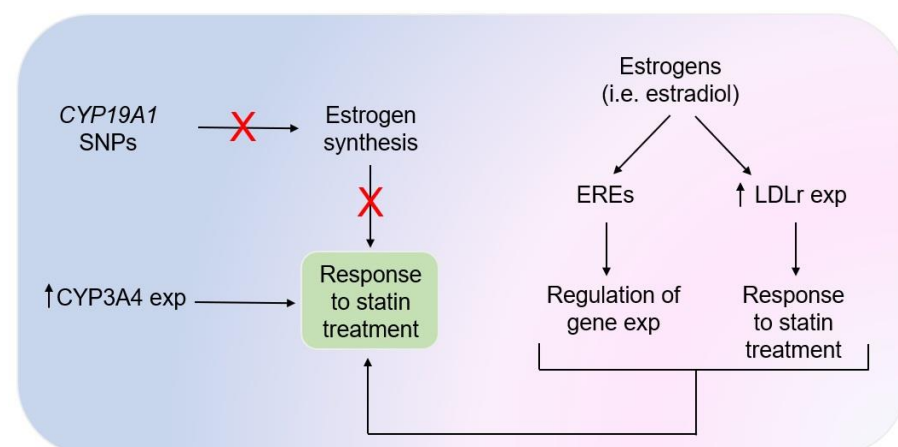 CYP19A1
SNPs
Estrogen
synthesis
Estrogens
(i.e. estradiol)
EREs
↑ LDLr exp
↑CYP3A4 exp
Response
to statin
treatment
Regulation of
gene exp
Response
to statin
treatment
X
X